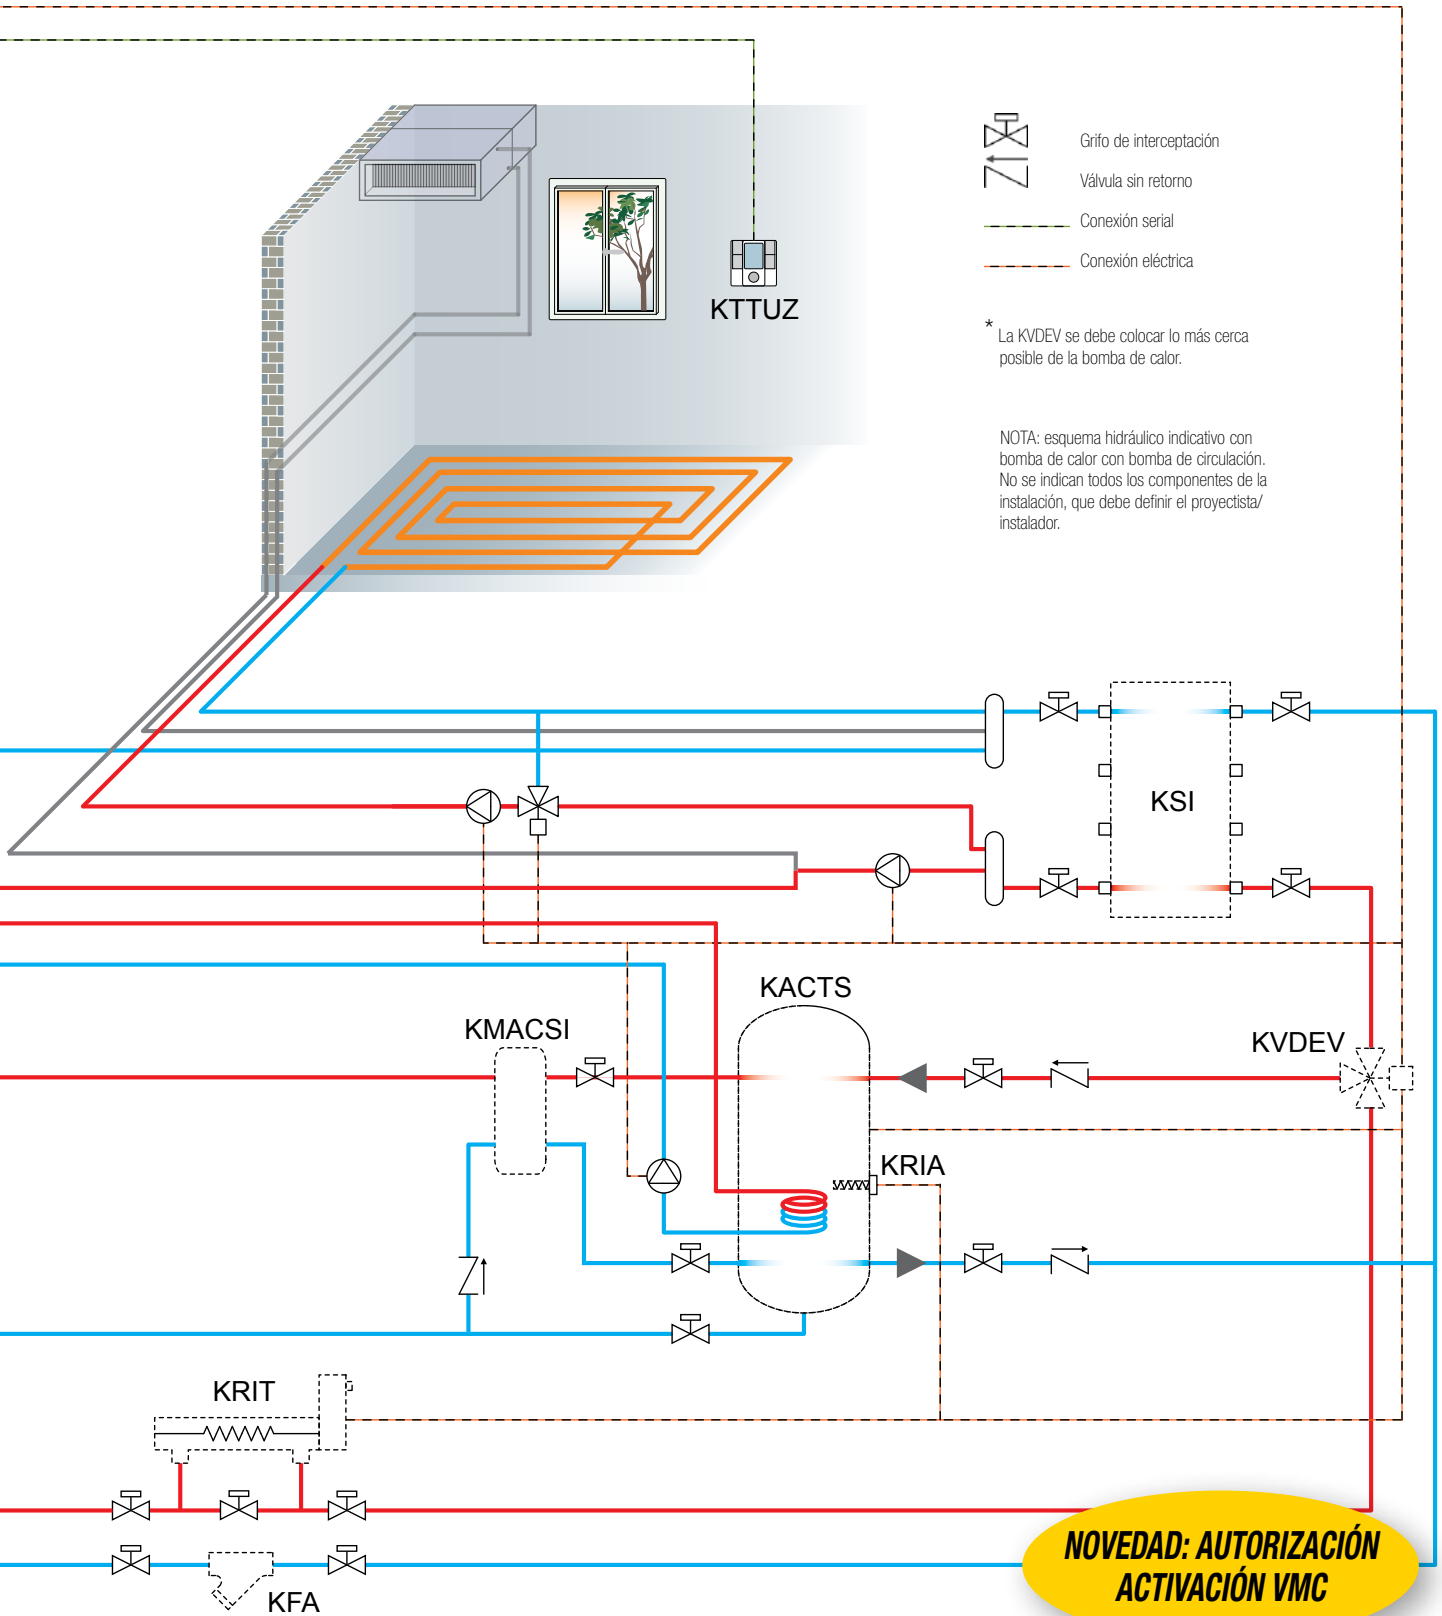 Grifo de interceptación
Válvula sin retorno
Conexión serial
Conexión eléctrica
KTTUZ
* La KVDEV se debe colocar lo más cerca
posible de la bomba de calor.
NOTA: esquema hidráulico indicativo con
bomba de calor con bomba de circulación.
No se indican todos los componentes de la
instalación, que debe definir el proyectista/
instalador.
KSI
KACTS
KMACSI
KVDEV
KRIA
KRIT
KFA
NOVEDAD: AUTORIZACIÓN
ACTIVACIÓN VMC